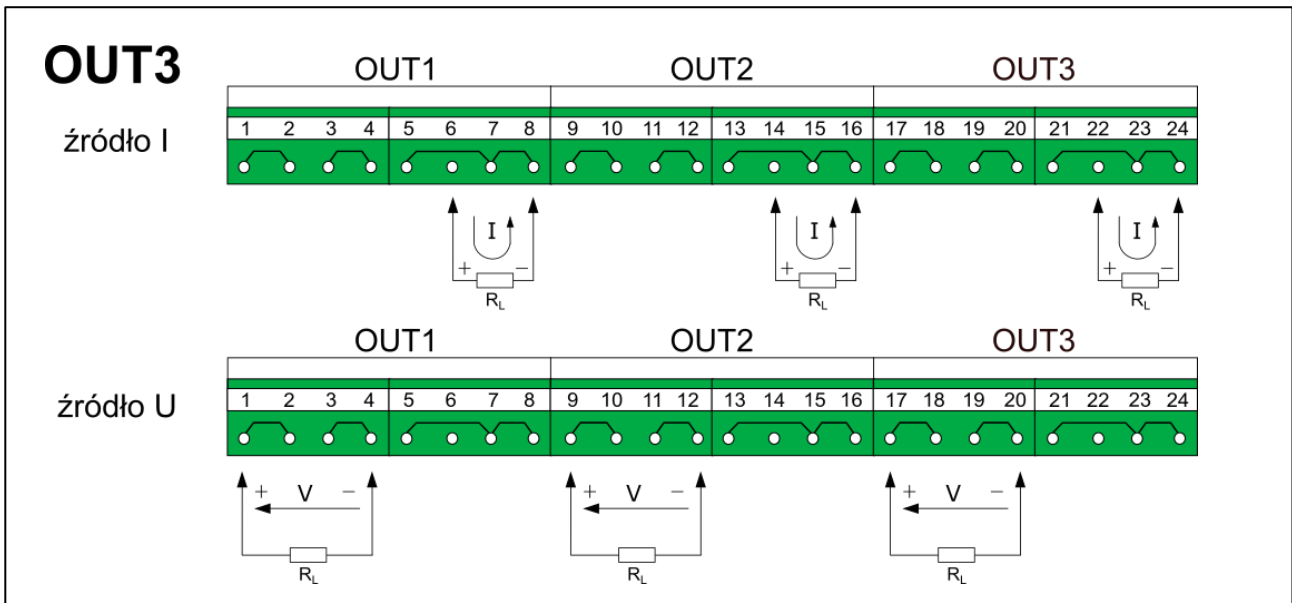 OUT3
OUT1 OUT2 OUT3
źródło I
1 2 3 4 5 6 7 8 9 10 11 12 13 14 15 16 17 18 19 20 21 22 23 24
I I I
+ − + − + −
RL RL RL
OUT1 OUT2 OUT3
źródło U
1 2 3 4 5 6 7 8 9 10 11 12 13 14 15 16 17 18 19 20 21 22 23 24
+ V − + V − + V −
RL RL RL